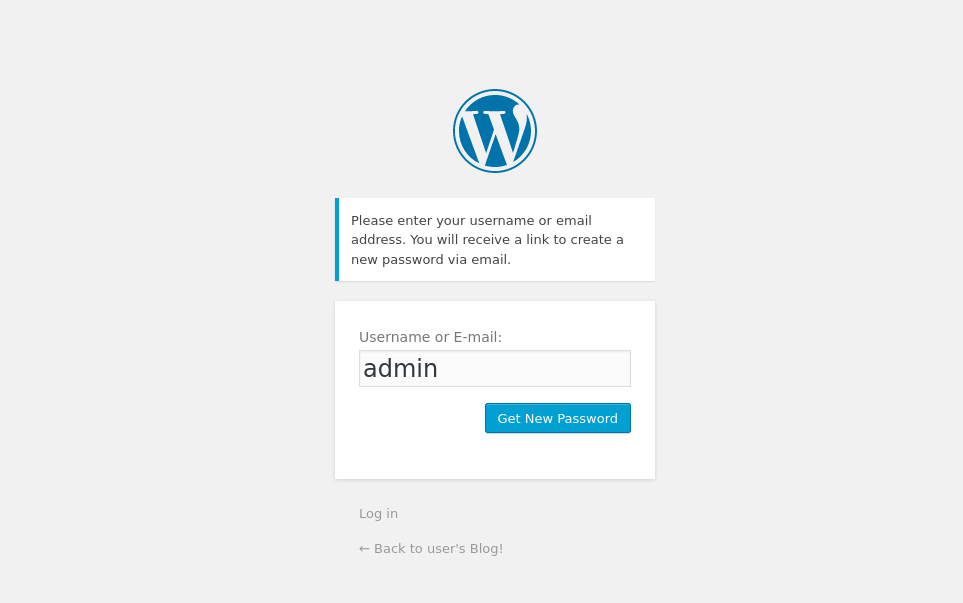 Please enter your username or email
address. You will receive a link to create a
new password via email.
Username or E-mail:
admin
Get New Password
Log in
← Back to user's Blog!